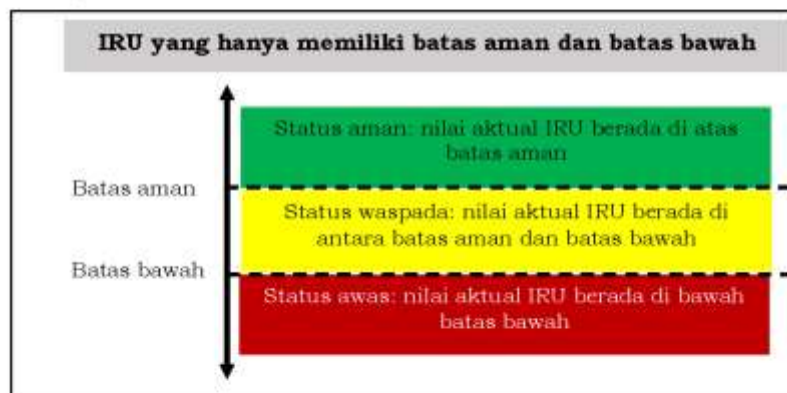 IRU yang hanya memiliki batas aman dan batas bawah
Status aman: nilai aktual IRU berada di atas
batas aman
Batas aman
Status waspada: nilai aktual IRU berada di
antara batas aman dan batas bawah
Batas bawah
Status awas: nilai aktual IRU berada di bawah
batas bawah